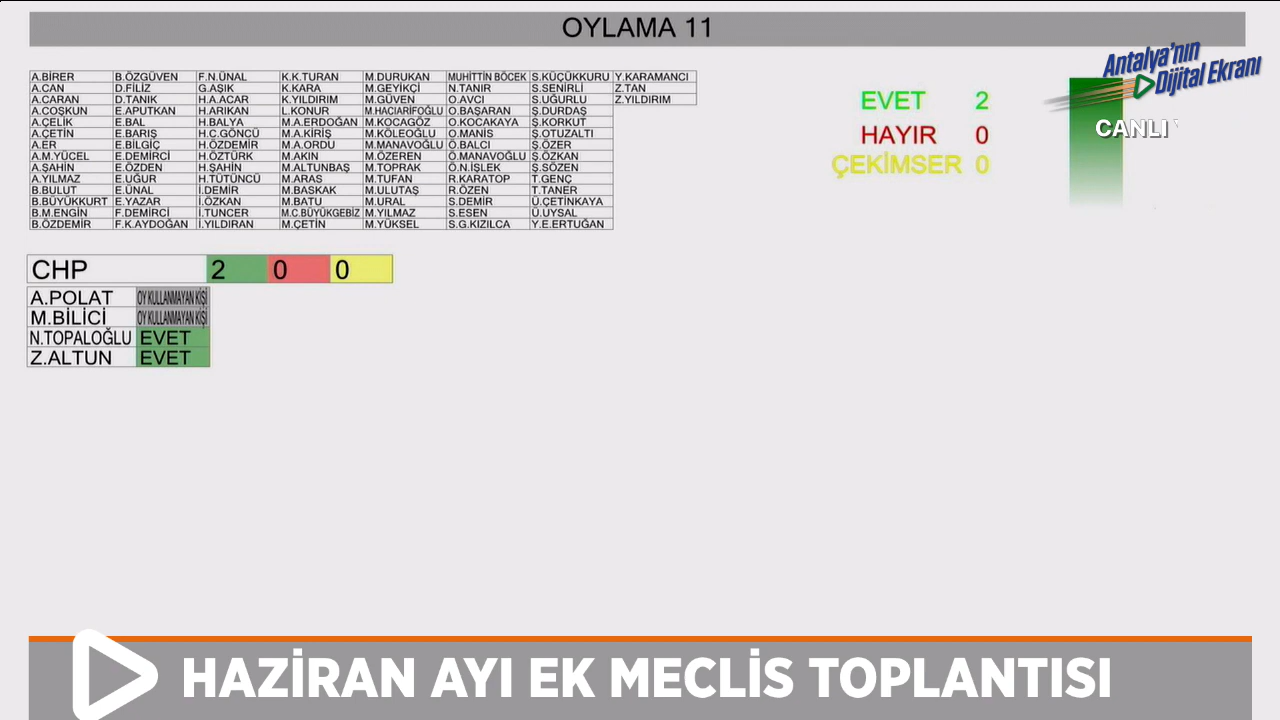 OYLAMA 11
Antalya'nın
Dijital Ekranı
CANLI
A.BİRER B.ÖZGÜVEN F.N.ÜNAL K.K.TURAN M.DURUKAN MUHİTTİN BÖCEK S.KÜÇÜKKURU Y.KARAMANCI
A.CAN D.FİLİZ G.AŞIK K.KARA M.GEYİKÇİ N.TANIR S.SENİRLİ Z.TAN
A.CARAN D.TANIK H.A.ACAR K.YILDIRIM M.GÜVEN O.AVCI S.UĞURLU Z.YILDIRIM
A.COŞKUN E.APUTKAN H.ARIKAN L.KONUR M.HACIARİFOĞLU O.BAŞARAN Ş.DURDAŞ
A.ÇELİK E.BAL H.BALYA M.A.ERDOĞAN M.KOCAGÖZ O.KOCAKAYA Ş.KORKUT
A.ÇETİN E.BARIŞ H.Ç.GÖNCÜ M.A.KİRİŞ M.KÖLEOĞLU O.MANİS Ş.OTUZALTI
A.ER E.BİLGİÇ H.ÖZDEMİR M.A.ORDU M.MANAVOĞLU Ö.BALCI Ş.ÖZER
A.M.YÜCEL E.DEMİRCİ H.ÖZTÜRK M.AKIN M.ÖZEREN Ö.MANAVOĞLU Ş.ÖZKAN
A.ŞAHİN E.ÖZDEN H.ŞAHİN M.ALTUNBAŞ M.TOPRAK Ö.N.İŞLEK Ş.SÖZEN
A.YILMAZ E.UĞUR H.TÜTÜNCÜ M.ARAS M.TUFAN R.KARATOP T.GENÇ
B.BULUT E.ÜNAL İ.DEMİR M.BASKAK M.ULUTAŞ R.ÖZEN T.TANER
B.BÜYÜKKURT E.YAZAR İ.ÖZKAN M.BATU M.URAL S.DEMİR Ü.ÇETİNKAYA
B.M.ENGİN F.DEMİRCİ İ.TUNCER M.C.BÜYÜKGEBİZ M.YILMAZ S.ESEN Ü.UYSAL
B.ÖZDEMİR F.K.AYDOĞAN İ.YILDIRAN M.ÇETİN M.YÜKSEL S.G.KIZILCA Y.E.ERTUĞAN
EVET 2
HAYIR 0
ÇEKİMSER 0
CHP 2 0 0
A.POLAT OY KULLANMAYAN KİŞİ
M.BİLİCİ OY KULLANMAYAN KİŞİ
N.TOPALOĞLU EVET
Z.ALTUN EVET
HAZİRAN AYI EK MECLİS TOPLANTISI